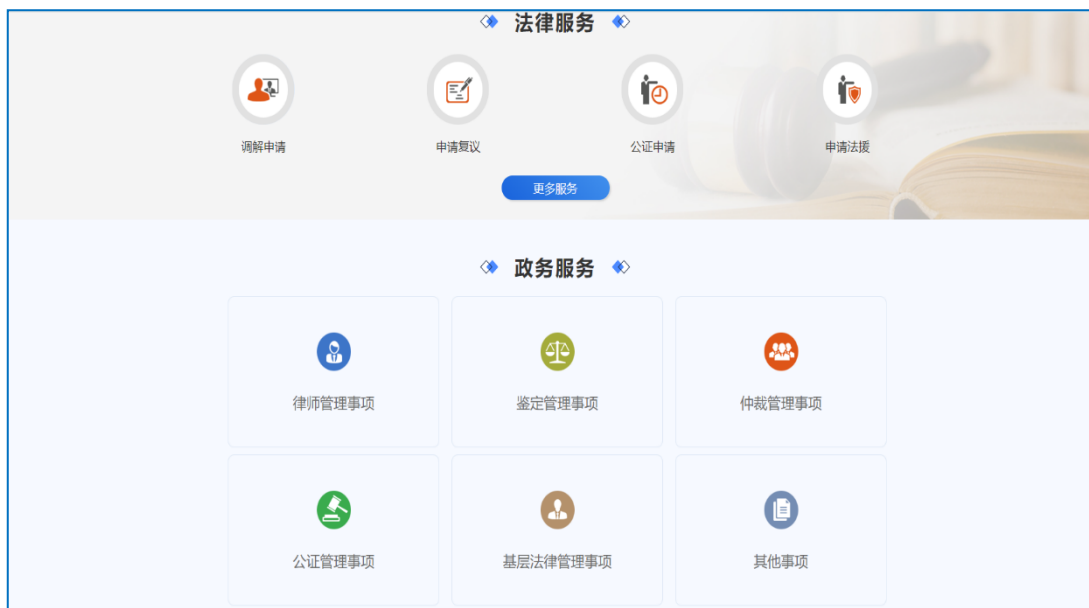 法律服务
调解申请
申请复议
公证申请
申请法援
更多服务
政务服务
律师管理事项
鉴定管理事项
仲裁管理事项
公证管理事项
基层法律管理事项
其他事项